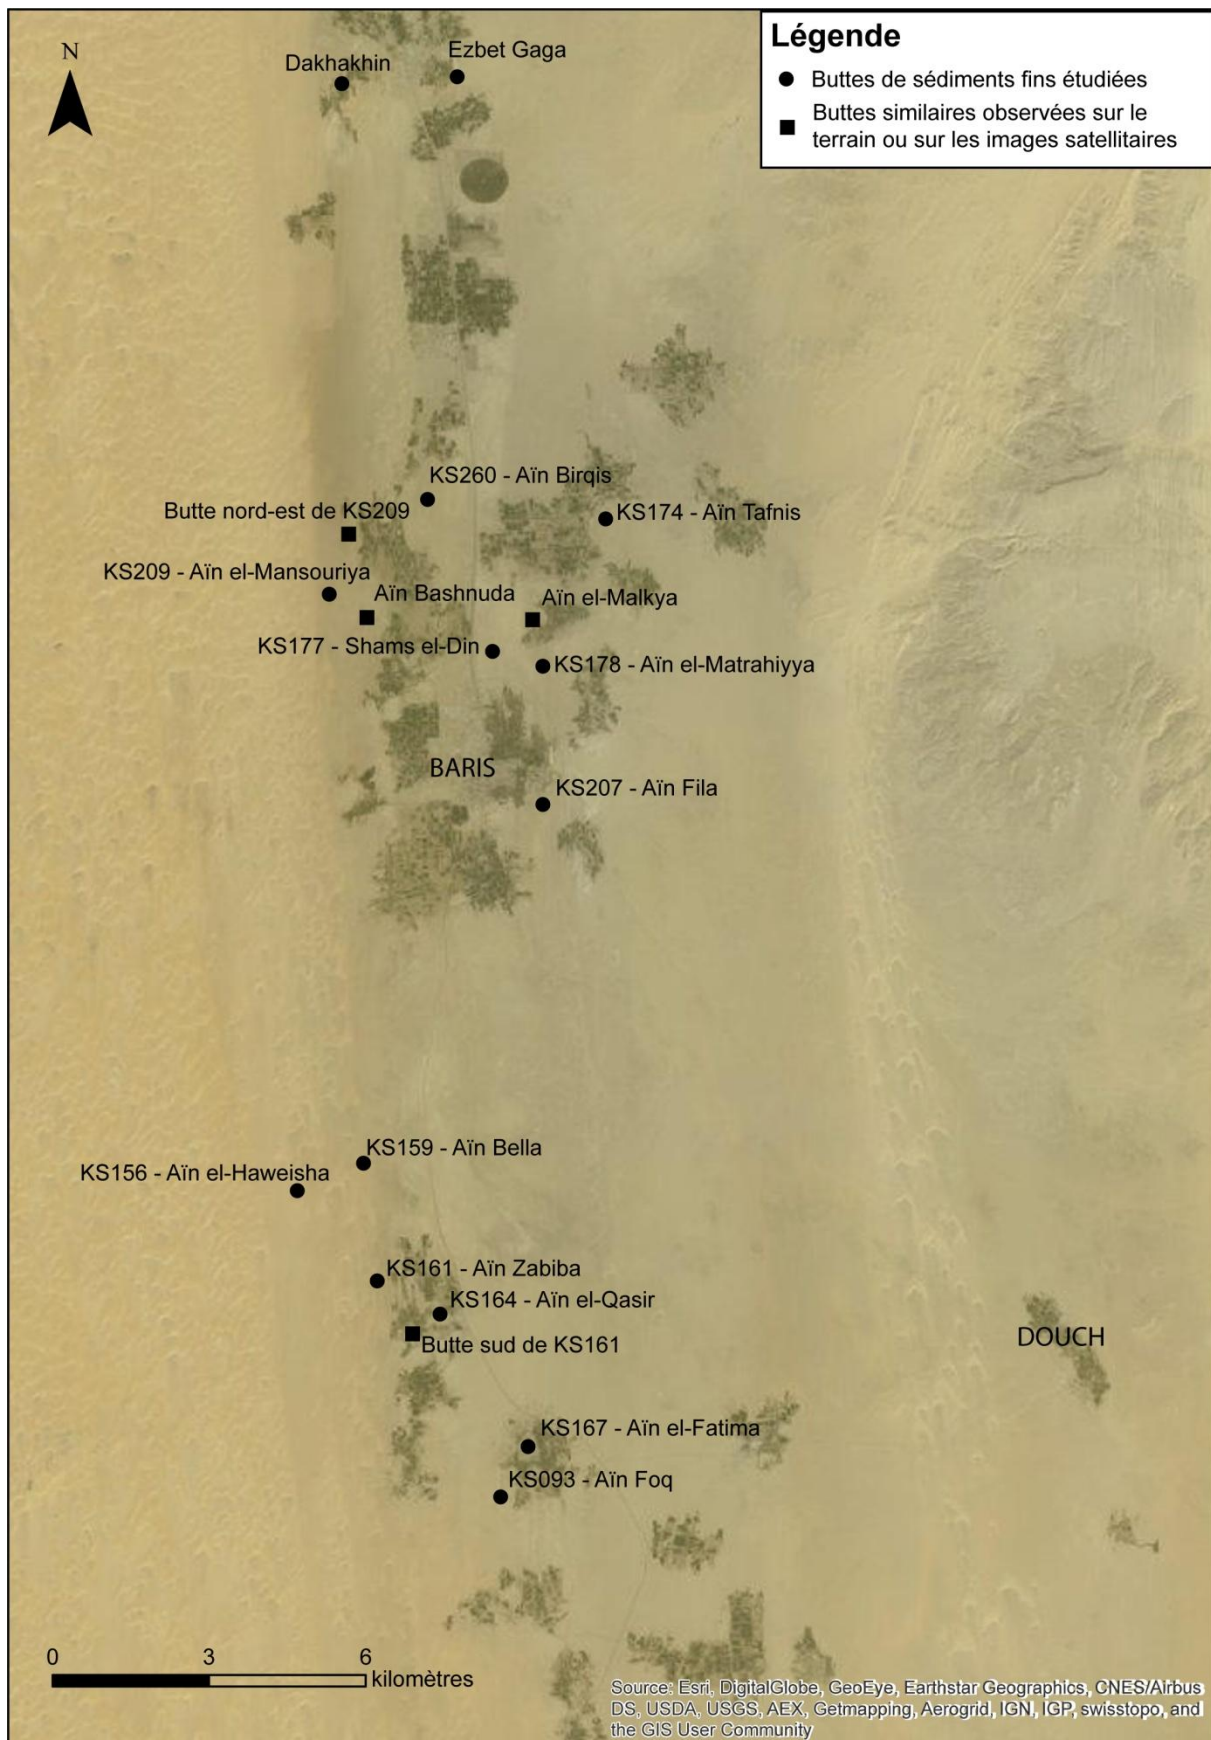 Légende
Buttes de sédiments fins étudiées
Buttes similaires observées sur le
terrain ou sur les images satellitaires
N
Dakhakhin
Ezbet Gaga
KS260 - Aïn Birqis
Butte nord-est de KS209
KS174 - Aïn Tafnis
KS209 - Aïn el-Mansouriya
Aïn Bashnuda
Aïn el-Malkya
KS177 - Shams el-Din
KS178 - Aïn el-Matrahiyya
BARIS
KS207 - Aïn Fila
KS159 - Aïn Bella
KS156 - Aïn el-Haweisha
KS161 - Aïn Zabiba
KS164 - Aïn el-Qasir
Butte sud de KS161
DOUCH
KS167 - Aïn el-Fatima
KS093 - Aïn Foq
0 3 6
kilomètres
Source: Esri, DigitalGlobe, GeoEye, Earthstar Geographics, CNES/Airbus
DS, USDA, USGS, AEX, Getmapping, Aerogrid, IGN, IGP, swisstopo, and
the GIS User Community